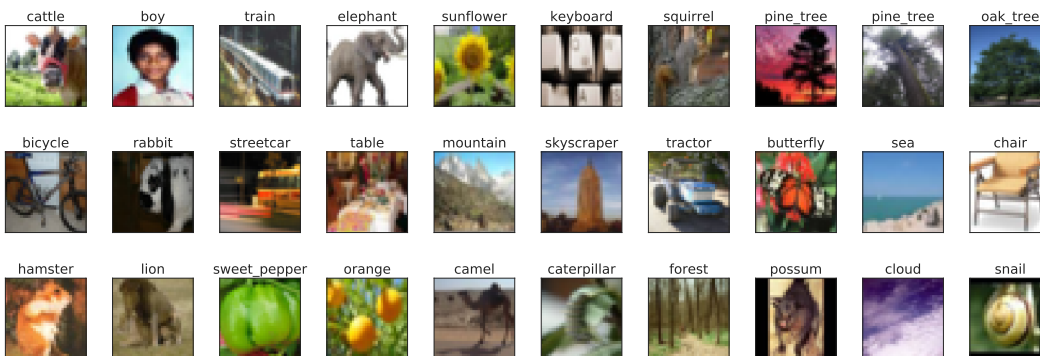 cattle boy train elephant sunflower keyboard squirrel pine_tree pine_tree oak_tree
bicycle rabbit streetcar table mountain skyscraper tractor butterfly sea chair
hamster lion sweet_pepper orange camel caterpillar forest possum cloud snail